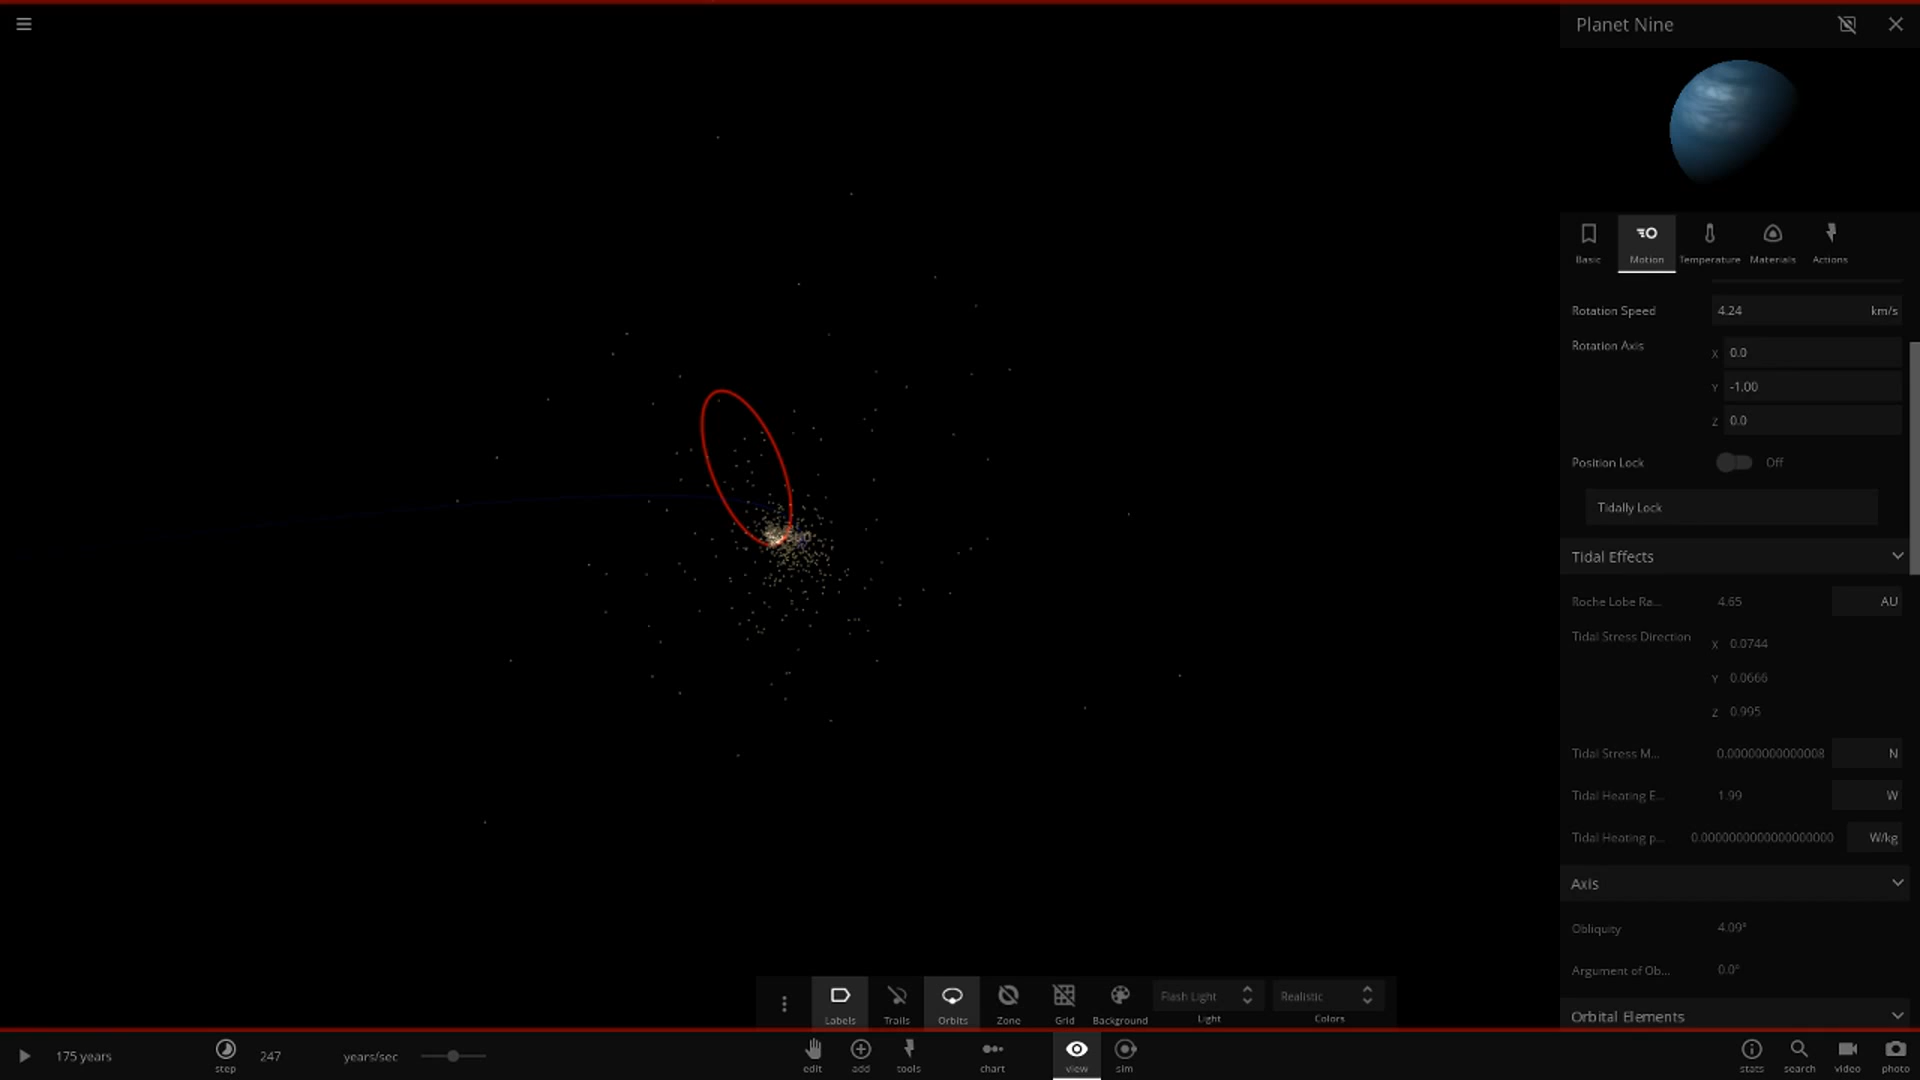 Planet Nine
Basic
Motion
Temperature
Materials
Actions
Rotation Speed 4.24 km/s
Rotation Axis X 0.0
Y -1.00
Z 0.0
Position Lock Off
Tidally Lock
Tidal Effects
Roche Lobe Ra... 4.65 AU
Tidal Stress Direction X 0.0744
Y 0.0666
Z 0.995
Tidal Stress M... 0.00000000000008 N
Tidal Heating E... 1.99 W
Tidal Heating p... 0.0000000000000000000 W/kg
Axis
Obliquity 4.09°
Argument of Ob... 0.0°
Orbital Elements
Labels
Trails
Orbits
Zone
Grid
Background
Flash Light
Light
Realistic
Colors
175 years
step
247 years/sec
edit
add
tools
chart
view
sim
stats
search
video
photo